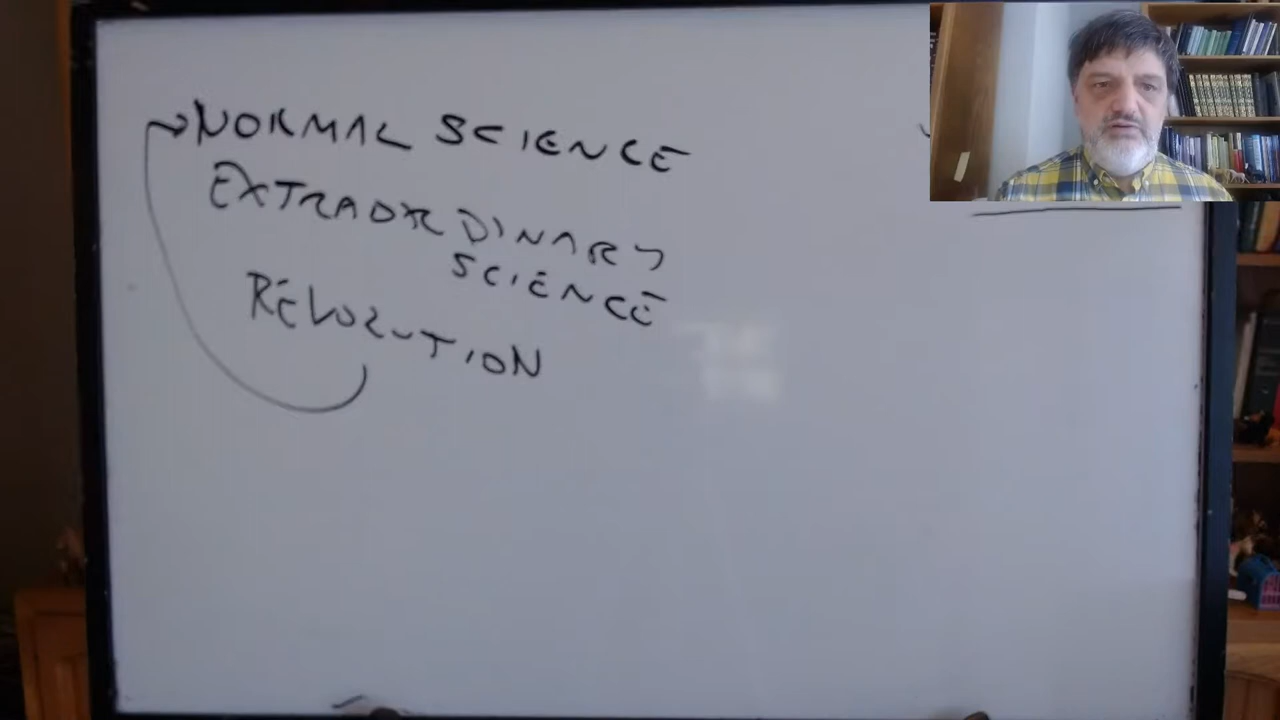 NORMAL SCIENCE
EXTRAORDINARY
SCIENCE
REVOLUTION